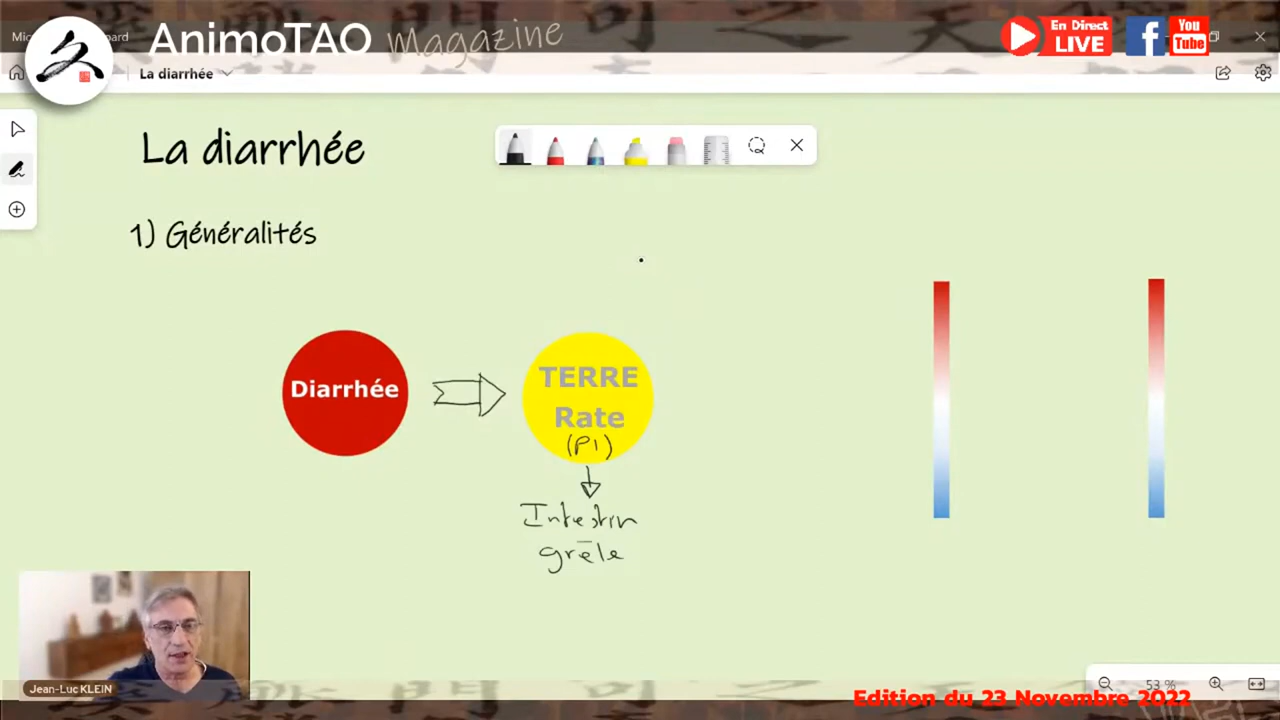 AnimoTAO Magazine
En Direct
LIVE
You
Tube
La diarrhée
La diarrhée
1) Généralités
Diarrhée
TERRE
Rate
(P1)
Intestin
grêle
Jean-Luc KLEIN
53 %
Edition du 23 Novembre 2022